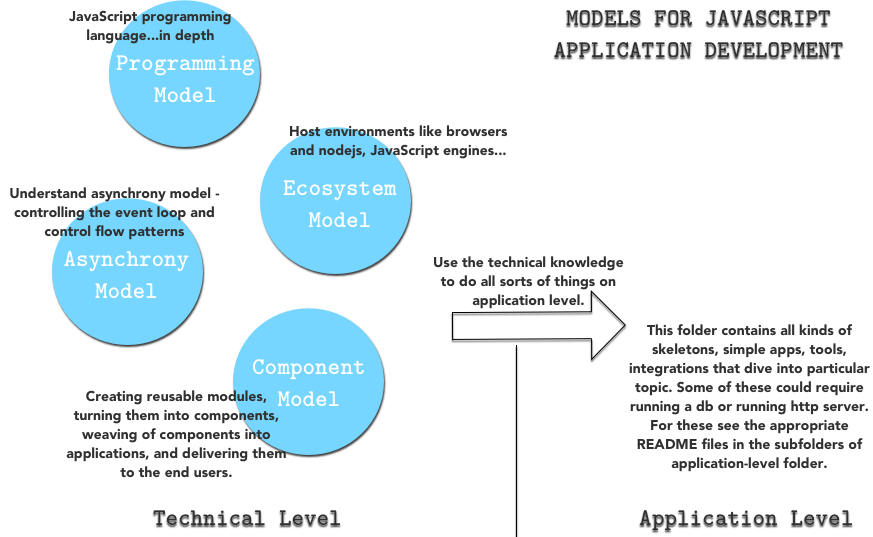 MODELS FOR JAVASCRIPT
APPLICATION DEVELOPMENT
JavaScript programming
language...in depth
Programming
Model
Host environments like browsers
and nodejs, JavaScript engines...
Ecosystem
Model
Understand asynchrony model -
controlling the event loop and
control flow patterns
Asynchrony
Model
Component
Model
Creating reusable modules,
turning them into components,
weaving of components into
applications, and delivering them
to the end users.
Technical Level
Use the technical knowledge
to do all sorts of things on
application level.
This folder contains all kinds of
skeletons, simple apps, tools,
integrations that dive into particular
topic. Some of these could require
running a db or running http server.
For these see the appropriate
README files in the subfolders of
application-level folder.
Application Level